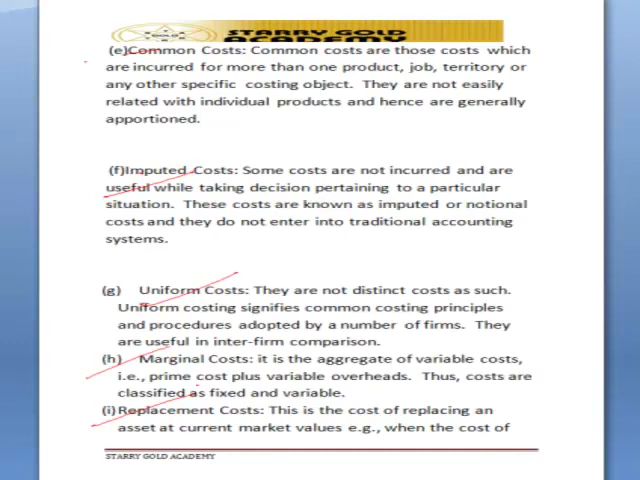 STARRY GOLD
ACADEMY
(e)Common Costs: Common costs are those costs which
are incurred for more than one product, job, territory or
any other specific costing object. They are not easily
related with individual products and hence are generally
apportioned.
(f)Imputed Costs: Some costs are not incurred and are
useful while taking decision pertaining to a particular
situation. These costs are known as imputed or notional
costs and they do not enter into traditional accounting
systems.
(g) Uniform Costs: They are not distinct costs as such.
Uniform costing signifies common costing principles
and procedures adopted by a number of firms. They
are useful in inter-firm comparison.
(h) Marginal Costs: it is the aggregate of variable costs,
i.e., prime cost plus variable overheads. Thus, costs are
classified as fixed and variable.
(i) Replacement Costs: This is the cost of replacing an
asset at current market values e.g., when the cost of
STARRY GOLD ACADEMY